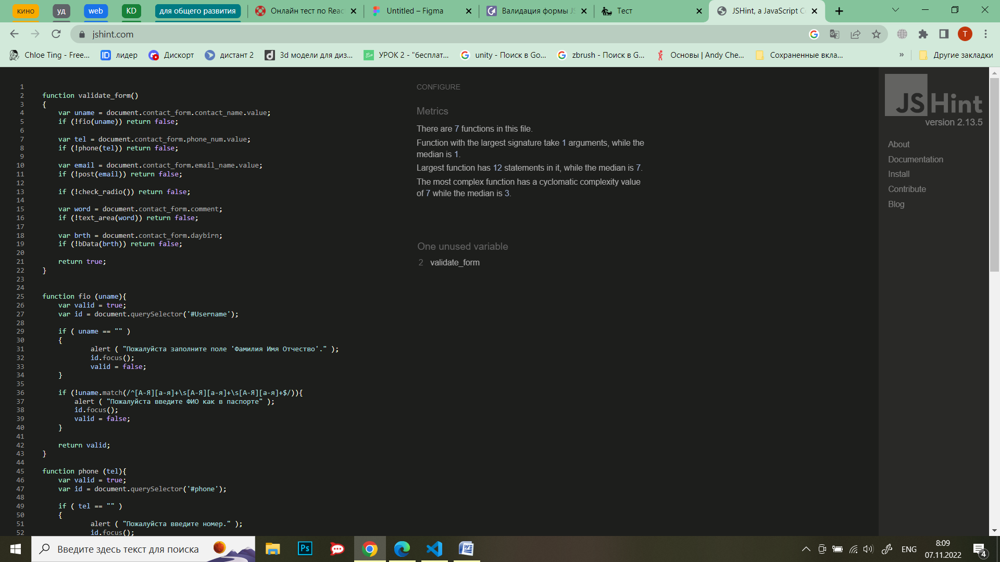 кино
уд
web
KD
для общего развития
Онлайн тест по Reac
Untitled – Figma
Валидация формы JS
Тест
JSHint, a JavaScript C
jshint.com
T
Chloe Ting - Free...
лидер
Дискорт
дистант 2
3d модели для диз...
УРОК 2 - "бесплат...
unity - Поиск в Go...
zbrush - Поиск в G...
Основы | Andy Che...
Сохраненные вкла...
»
Другие закладки
1
2 function validate_form()
3 {
4 var uname = document.contact_form.contact_name.value;
5 if (!fio(uname)) return false;
6
7 var tel = document.contact_form.phone_num.value;
8 if (!phone(tel)) return false;
9
10 var email = document.contact_form.email_name.value;
11 if (!post(email)) return false;
12
13 if (!check_radio()) return false;
14
15 var word = document.contact_form.comment;
16 if (!text_area(word)) return false;
17
18 var brth = document.contact_form.daybirn;
19 if (!bData(brth)) return false;
20
21 return true;
22 }
23
24
25 function fio (uname){
26 var valid = true;
27 var id = document.querySelector('#Username');
28
29 if ( uname == "" )
30 {
31 alert ( "Пожалуйста заполните поле 'Фамилия Имя Отчество'." );
32 id.focus();
33 valid = false;
34 }
35
36 if (!uname.match(/^[А-Я][а-я]+\s[А-Я][а-я]+\s[А-Я][а-я]+$/)){
37 alert ( "Пожалуйста введите ФИО как в паспорте" );
38 id.focus();
39 valid = false;
40 }
41
42 return valid;
43 }
44
45 function phone (tel){
46 var valid = true;
47 var id = document.querySelector('#phone');
48
49 if ( tel == "" )
50 {
51 alert ( "Пожалуйста введите номер." );
52 id.focus();
CONFIGURE
Metrics
There are 7 functions in this file.
Function with the largest signature take 1 arguments, while the
median is 1.
Largest function has 12 statements in it, while the median is 7.
The most complex function has a cyclomatic complexity value
of 7 while the median is 3.
One unused variable
2 validate_form
JSHint
version 2.13.5
About
Documentation
Install
Contribute
Blog
Введите здесь текст для поиска
Ps
ENG
8:09
07.11.2022
4